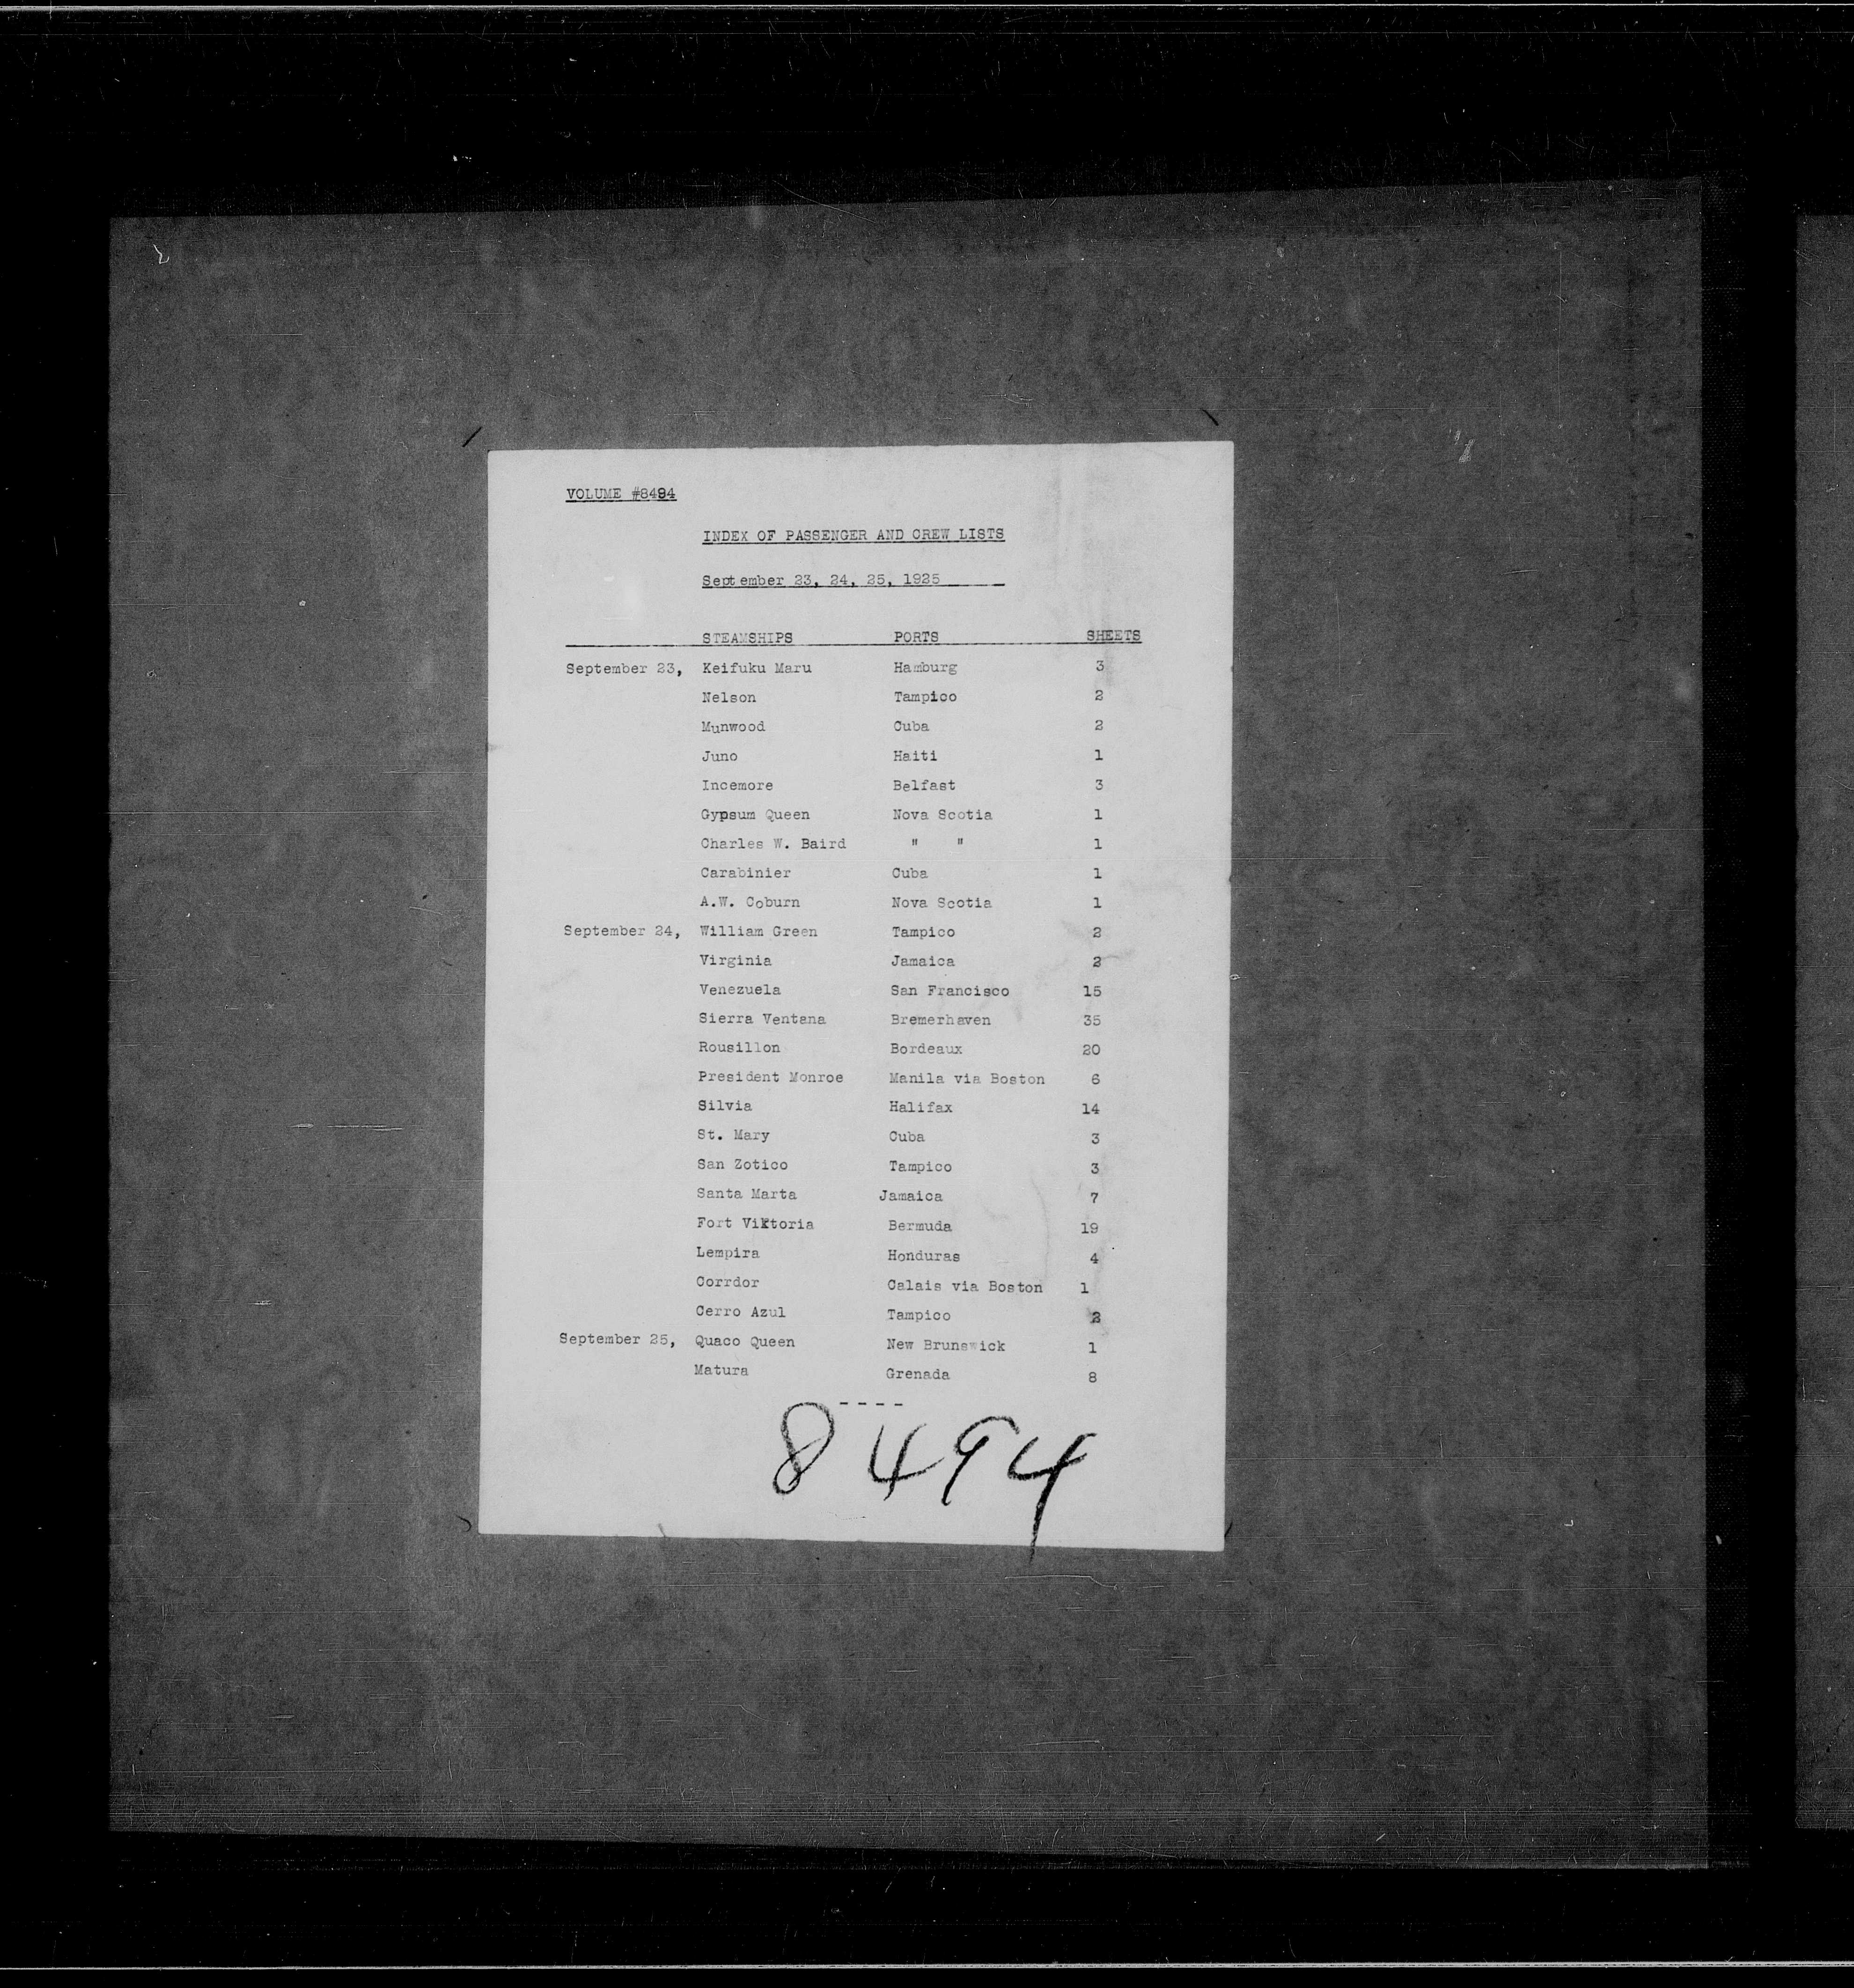 VOLUME #8494
INDEX OF PASSENGER AND CREW LISTS
September 23, 24, 25, 1925
STEAMSHIPS PORTS SHEETS
September 23, Keifuku Maru Hamburg 3
Nelson Tampico 2
Munwood Cuba 2
Juno Haiti 1
Incemore Belfast 3
Gypsum Queen Nova Scotia 1
Charles W. Baird " " 1
Carabinier Cuba 1
A.W. Coburn Nova Scotia 1
September 24, William Green Tampico 2
Virginia Jamaica 2
Venezuela San Francisco 15
Sierra Ventana Bremerhaven 35
Rousillon Bordeaux 20
President Monroe Manila via Boston 6
Silvia Halifax 14
St. Mary Cuba 3
San Zotico Tampico 3
Santa Marta Jamaica 7
Fort Viktoria Bermuda 19
Lempira Honduras 4
Corrdor Calais via Boston 1
Cerro Azul Tampico 2
September 25, Quaco Queen New Brunswick 1
Matura Grenada 8
----
8494